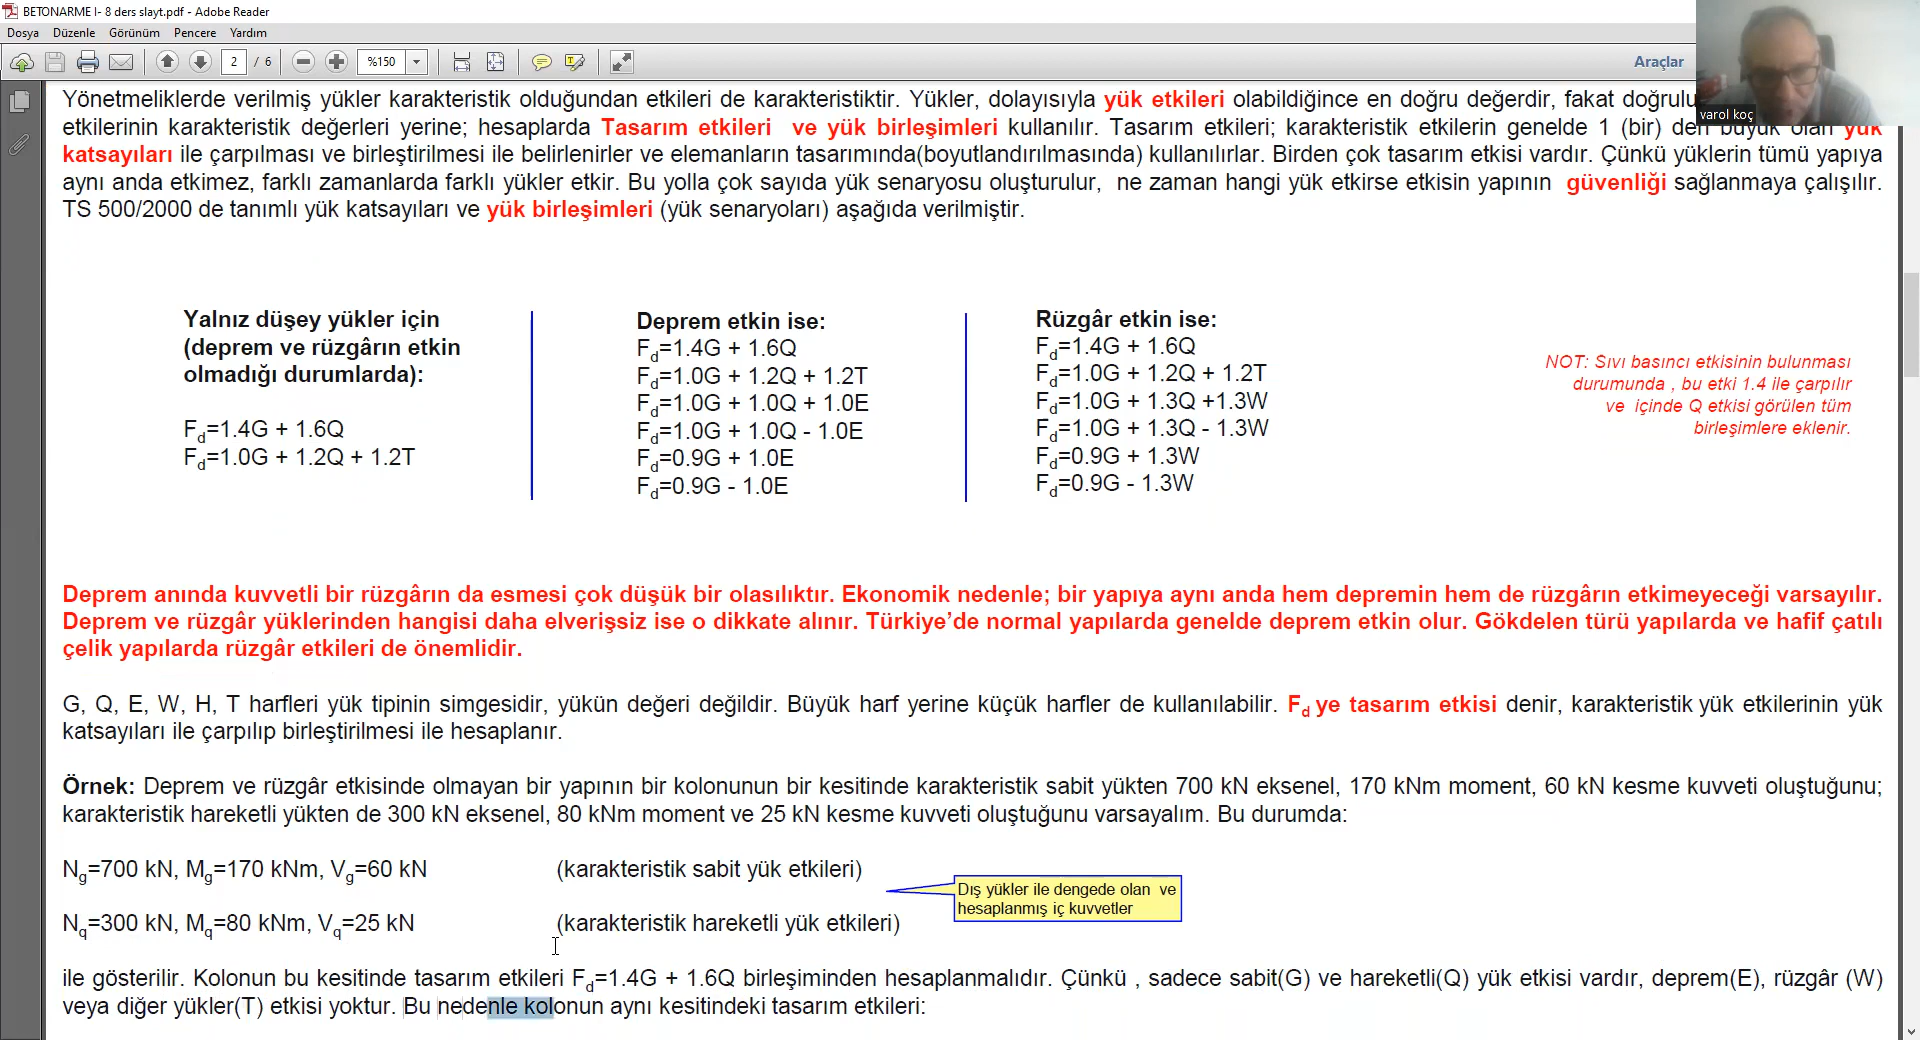 BETONARME I- 8 ders slayt.pdf - Adobe Reader
Dosya Düzenle Görünüm Pencere Yardım
2 / 6 %150 Araçlar
varol koç
Yönetmeliklerde verilmiş yükler karakteristik olduğundan etkileri de karakteristiktir. Yükler, dolayısıyla yük etkileri olabildiğince en doğru değerdir, fakat
etkilerinin karakteristik değerleri yerine; hesaplarda Tasarım etkileri ve yük birleşimleri kullanılır. Tasarım etkileri; karakteristik etkilerin genelde 1 (bir) den büyük olan yük
katsayıları ile çarpılması ve birleştirilmesi ile belirlenirler ve elemanların tasarımında(boyutlandırılmasında) kullanılırlar. Birden çok tasarım etkisi vardır. Çünkü yüklerin tümü yapıya
aynı anda etkimez, farklı zamanlarda farklı yükler etkir. Bu yolla çok sayıda yük senaryosu oluşturulur, ne zaman hangi yük etkirse etkisin yapının güvenliği sağlanmaya çalışılır.
TS 500/2000 de tanımlı yük katsayıları ve yük birleşimleri (yük senaryoları) aşağıda verilmiştir.
Yalnız düşey yükler için
(deprem ve rüzgârın etkin
olmadığı durumlarda):
Fd=1.4G + 1.6Q
Fd=1.0G + 1.2Q + 1.2T
Deprem etkin ise:
Fd=1.4G + 1.6Q
Fd=1.0G + 1.2Q + 1.2T
Fd=1.0G + 1.0Q + 1.0E
Fd=1.0G + 1.0Q - 1.0E
Fd=0.9G + 1.0E
Fd=0.9G - 1.0E
Rüzgâr etkin ise:
Fd=1.4G + 1.6Q
Fd=1.0G + 1.2Q + 1.2T
Fd=1.0G + 1.3Q +1.3W
Fd=1.0G + 1.3Q - 1.3W
Fd=0.9G + 1.3W
Fd=0.9G - 1.3W
NOT: Sıvı basıncı etkisinin bulunması
durumunda , bu etki 1.4 ile çarpılır
ve içinde Q etkisi görülen tüm
birleşimlere eklenir.
Deprem anında kuvvetli bir rüzgârın da esmesi çok düşük bir olasılıktır. Ekonomik nedenle; bir yapıya aynı anda hem depremin hem de rüzgârın etkimeyeceği varsayılır.
Deprem ve rüzgâr yüklerinden hangisi daha elverişsiz ise o dikkate alınır. Türkiye’de normal yapılarda genelde deprem etkin olur. Gökdelen türü yapılarda ve hafif çatılı
çelik yapılarda rüzgâr etkileri de önemlidir.
G, Q, E, W, H, T harfleri yük tipinin simgesidir, yükün değeri değildir. Büyük harf yerine küçük harfler de kullanılabilir. Fd ye tasarım etkisi denir, karakteristik yük etkilerinin yük
katsayıları ile çarpılıp birleştirilmesi ile hesaplanır.
Örnek: Deprem ve rüzgâr etkisinde olmayan bir yapının bir kolonunun bir kesitinde karakteristik sabit yükten 700 kN eksenel, 170 kNm moment, 60 kN kesme kuvveti oluştuğunu;
karakteristik hareketli yükten de 300 kN eksenel, 80 kNm moment ve 25 kN kesme kuvveti oluştuğunu varsayalım. Bu durumda:
Ng=700 kN, Mg=170 kNm, Vg=60 kN (karakteristik sabit yük etkileri)
Dış yükler ile dengede olan ve
hesaplanmış iç kuvvetler
Nq=300 kN, Mq=80 kNm, Vq=25 kN (karakteristik hareketli yük etkileri)
ile gösterilir. Kolonun bu kesitinde tasarım etkileri Fd=1.4G + 1.6Q birleşiminden hesaplanmalıdır. Çünkü , sadece sabit(G) ve hareketli(Q) yük etkisi vardır, deprem(E), rüzgâr (W)
veya diğer yükler(T) etkisi yoktur. Bu nedenle kolonun aynı kesitindeki tasarım etkileri: